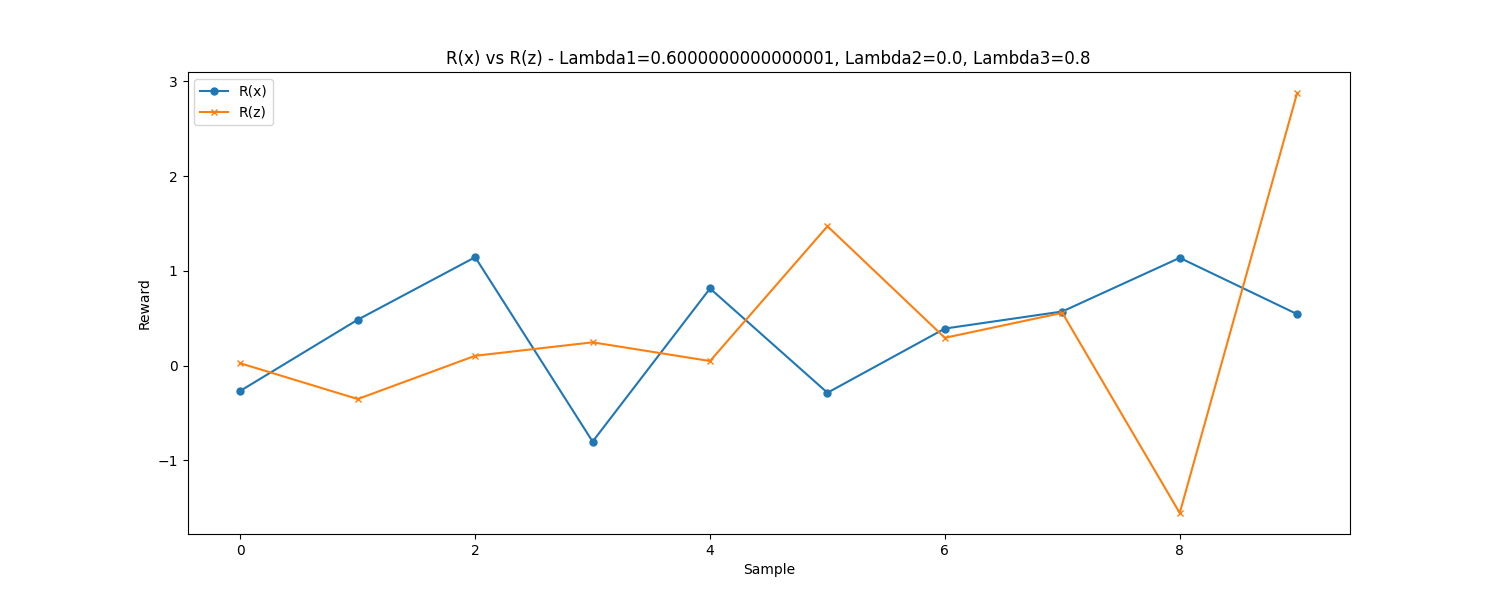 R(x) vs R(z) - Lambda1=0.6000000000000001, Lambda2=0.0, Lambda3=0.8
R(x)
R(z)
3
2
1
0
−1
Reward
0 2 4 6 8
Sample